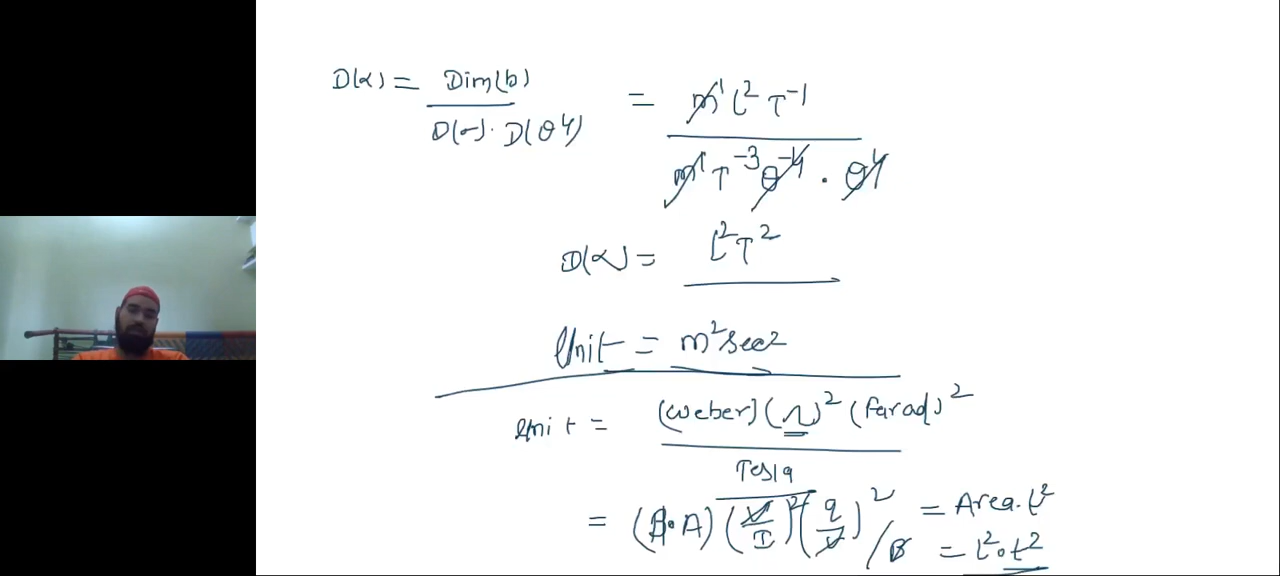 D(α) = Dim(b) / D(σ). D(θ⁴) = m¹ L² T⁻¹ / m¹ T⁻³ θ⁻⁴ . θ⁴
D(α) = L² T²
Unit = m² sec²
Unit = (Weber) (Ω)² (farad)² / Tesla
= (B.A) (V/I)² (q/V)² / B = Area. t²
= L². t²